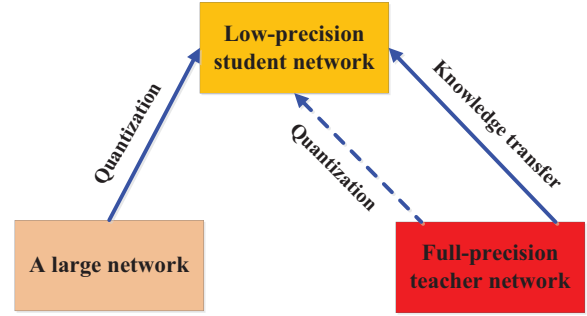 Low-precision
student network
Quantization
Quantization
Knowledge transfer
A large network
Full-precision
teacher network